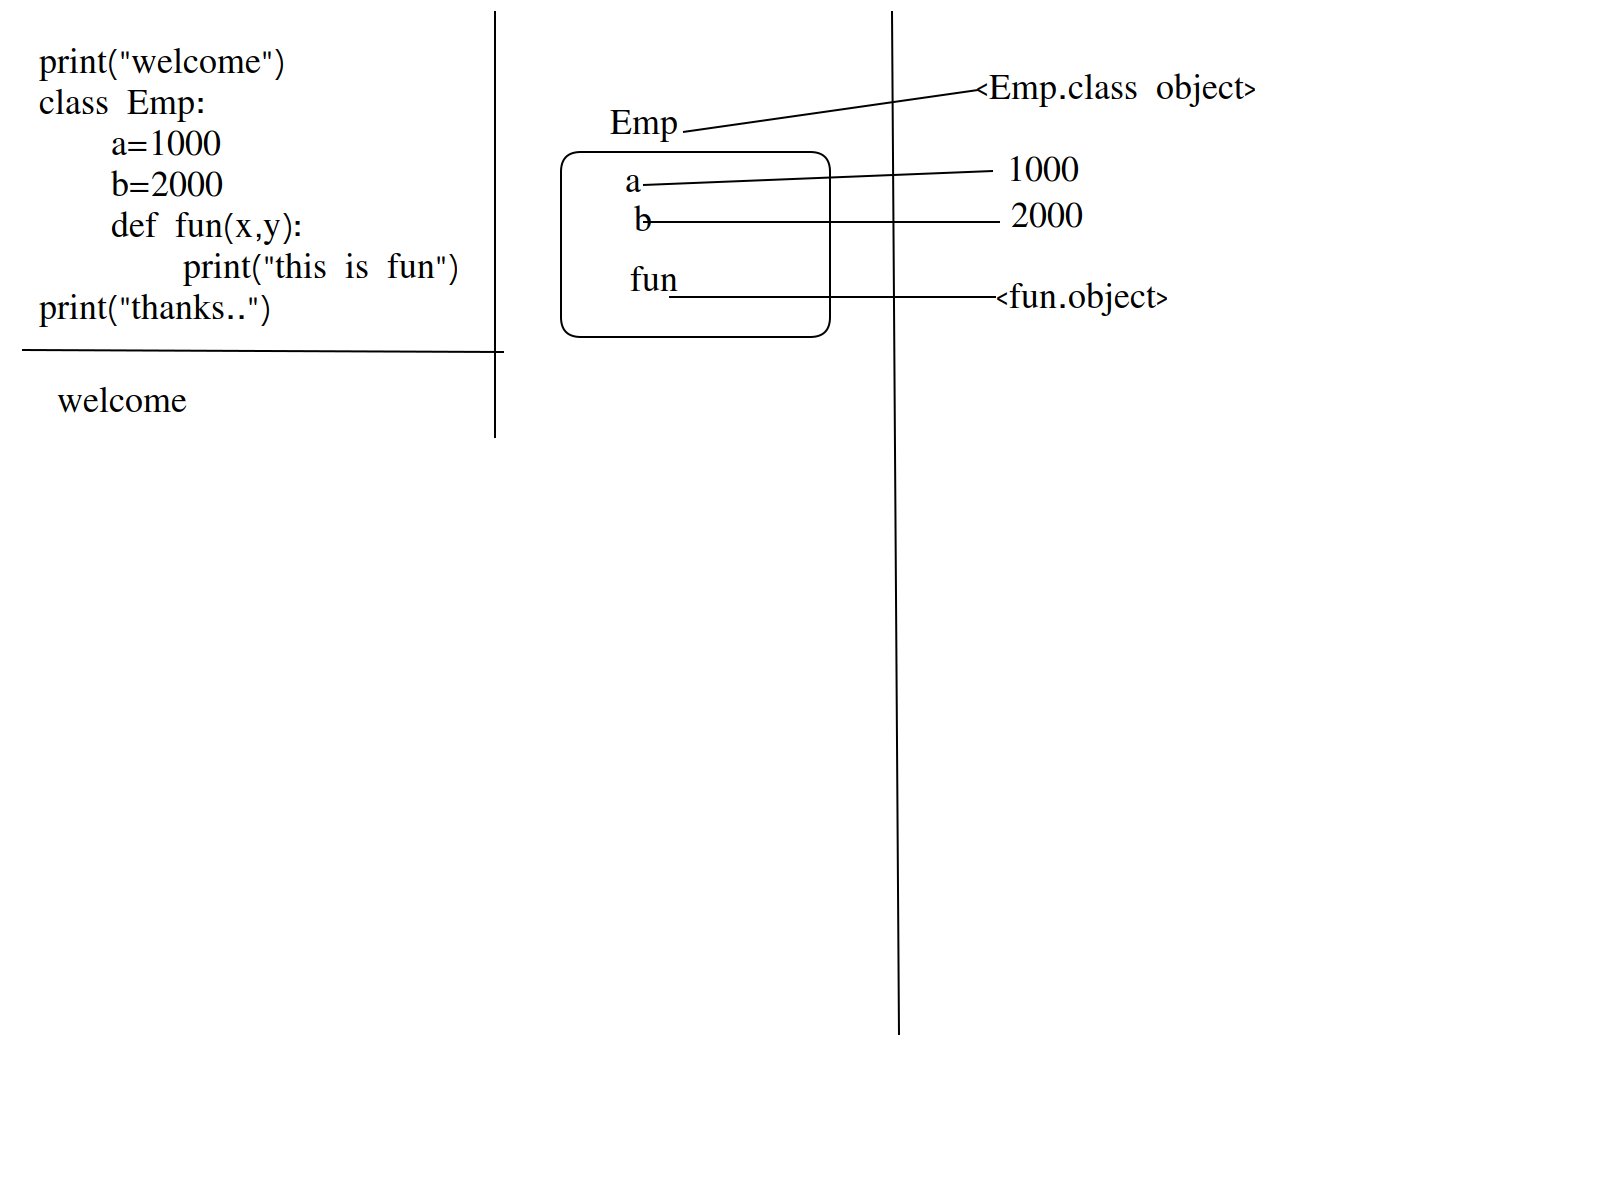 print("welcome")
class Emp:
a=1000
b=2000
def fun(x,y):
print("this is fun")
print("thanks..")
welcome
Emp
a
b
fun
<Emp.class object>
1000
2000
<fun.object>